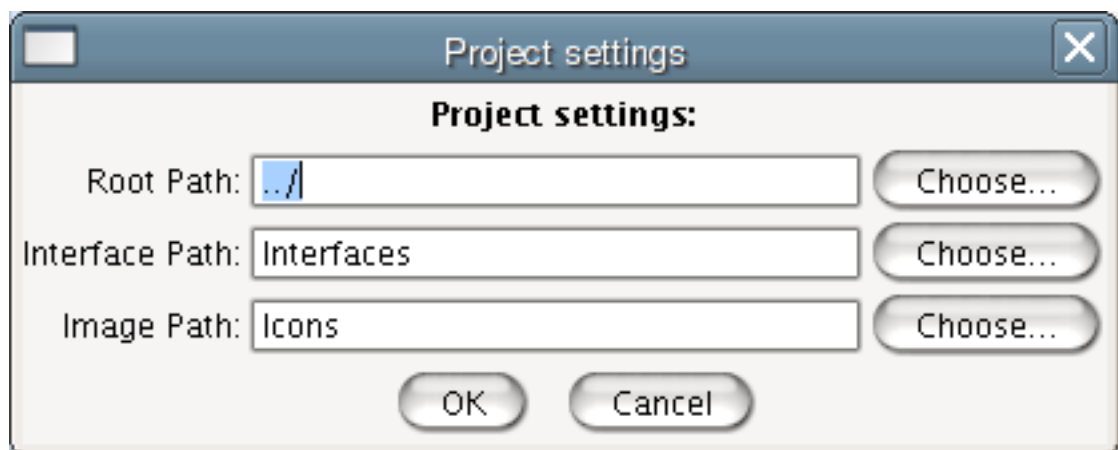 Project settings
Project settings:
Root Path: ../ Choose...
Interface Path: Interfaces Choose...
Image Path: Icons Choose...
OK Cancel